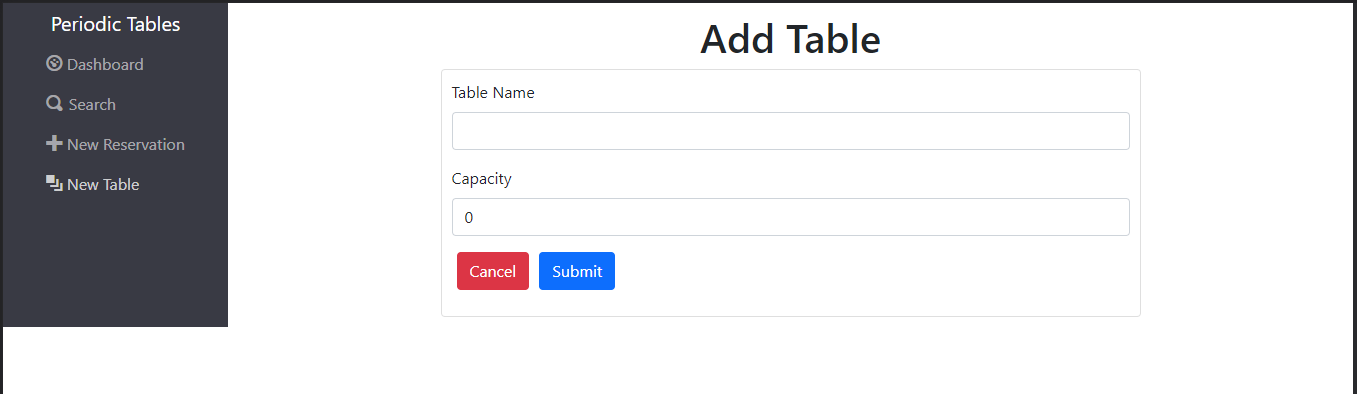 Periodic Tables
Dashboard
Search
New Reservation
New Table
Add Table
Table Name
Capacity
0
Cancel Submit